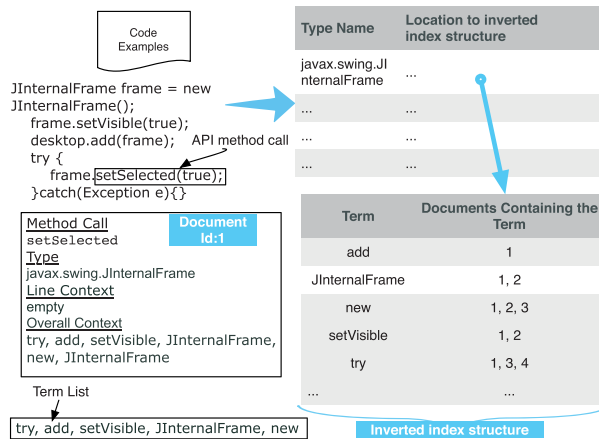 Code
Examples
JInternalFrame frame = new
JInternalFrame();
frame.setVisible(true);
desktop.add(frame);
try {
API method call
frame.setSelected(true);
}catch(Exception e){}
Method Call
setSelected
Type
javax.swing.JInternalFrame
Line Context
empty
Overall Context
try, add, setVisible, JInternalFrame,
new, JInternalFrame
Document
Id:1
Term List
try, add, setVisible, JInternalFrame, new
Type Name Location to inverted
index structure
javax.swing.JI
nternalFrame ...
... ...
... ...
... ...
Term Documents Containing the
Term
add 1
JInternalFrame 1, 2
new 1, 2, 3
setVisible 1, 2
try 1, 3, 4
... ...
Inverted index structure